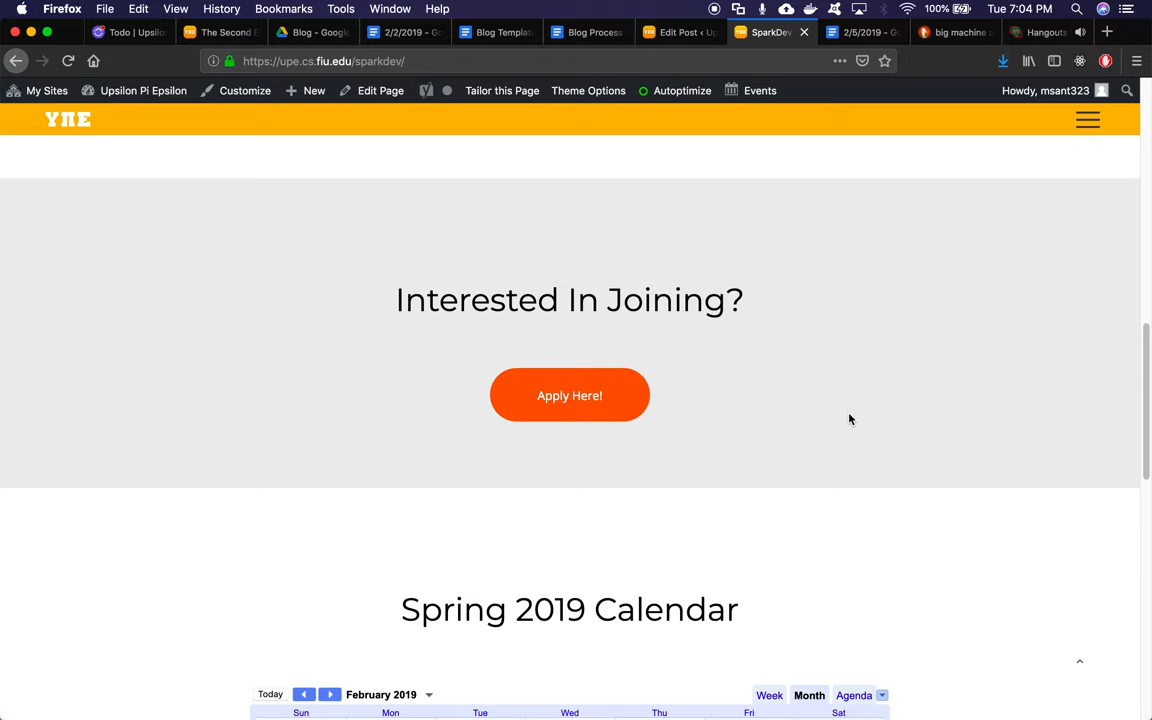 Firefox File Edit View History Bookmarks Tools Window Help 100% Tue 7:04 PM
Todo | Upsilo The Second E Blog - Google 2/2/2019 - Go Blog Templat Blog Process Edit Post ‹ Up SparkDev 2/5/2019 - Go big machine a Hangouts
https://upe.cs.fiu.edu/sparkdev/
My Sites Upsilon Pi Epsilon Customize New Edit Page Tailor this Page Theme Options Autoptimize Events Howdy, msant323
ΥΠΕ
Interested In Joining?
Apply Here!
Spring 2019 Calendar
Today February 2019 Week Month Agenda
Sun Mon Tue Wed Thu Fri Sat